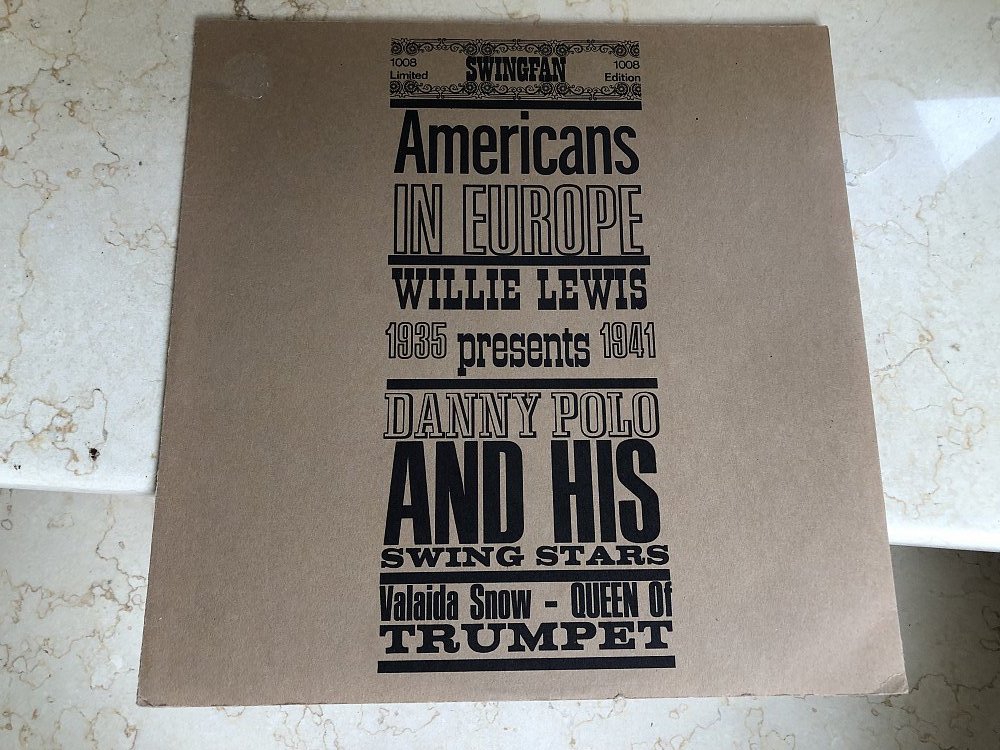 1008 SWINGFAN 1008
Limited Edition
Americans
IN EUROPE
WILLIE LEWIS
1935 presents 1941
DANNY POLO
AND HIS
SWING STARS
Valaida Snow - QUEEN Of
TRUMPET